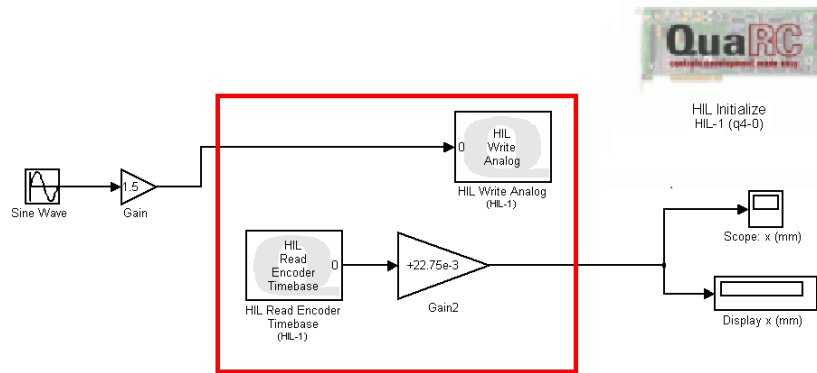 QuaRC
controls development made easy
HIL Initialize
HIL-1 (q4-0)
HIL
Write
Analog
0
HIL Write Analog
(HIL-1)
1.5
Sine Wave
Gain
HIL
Read
Encoder
Timebase
0
HIL Read Encoder
Timebase
(HIL-1)
+22.75e-3
Gain2
Scope: x (mm)
Display x (mm)